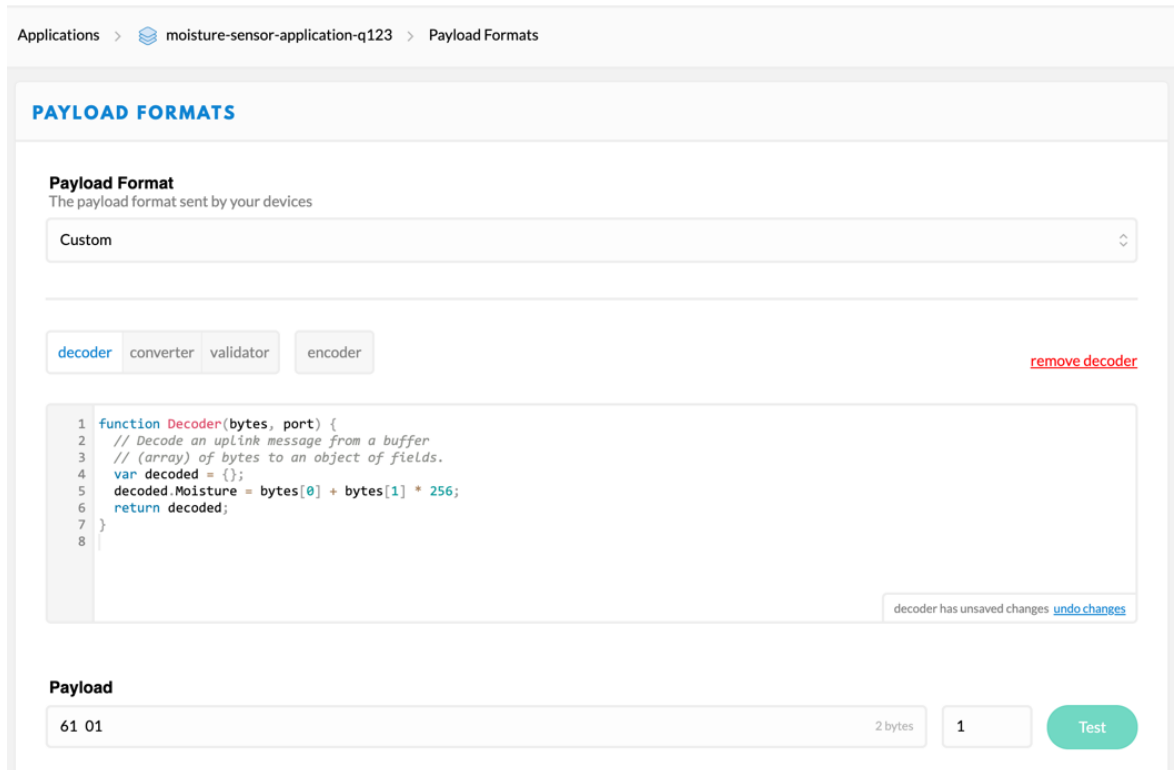 Applications > moisture-sensor-application-q123 > Payload Formats
PAYLOAD FORMATS
Payload Format
The payload format sent by your devices
Custom
decoder converter validator encoder
remove decoder
1 function Decoder(bytes, port) {
2 // Decode an uplink message from a buffer
3 // (array) of bytes to an object of fields.
4 var decoded = {};
5 decoded.Moisture = bytes[0] + bytes[1] * 256;
6 return decoded;
7 }
8
decoder has unsaved changes undo changes
Payload
61 01 2 bytes 1 Test